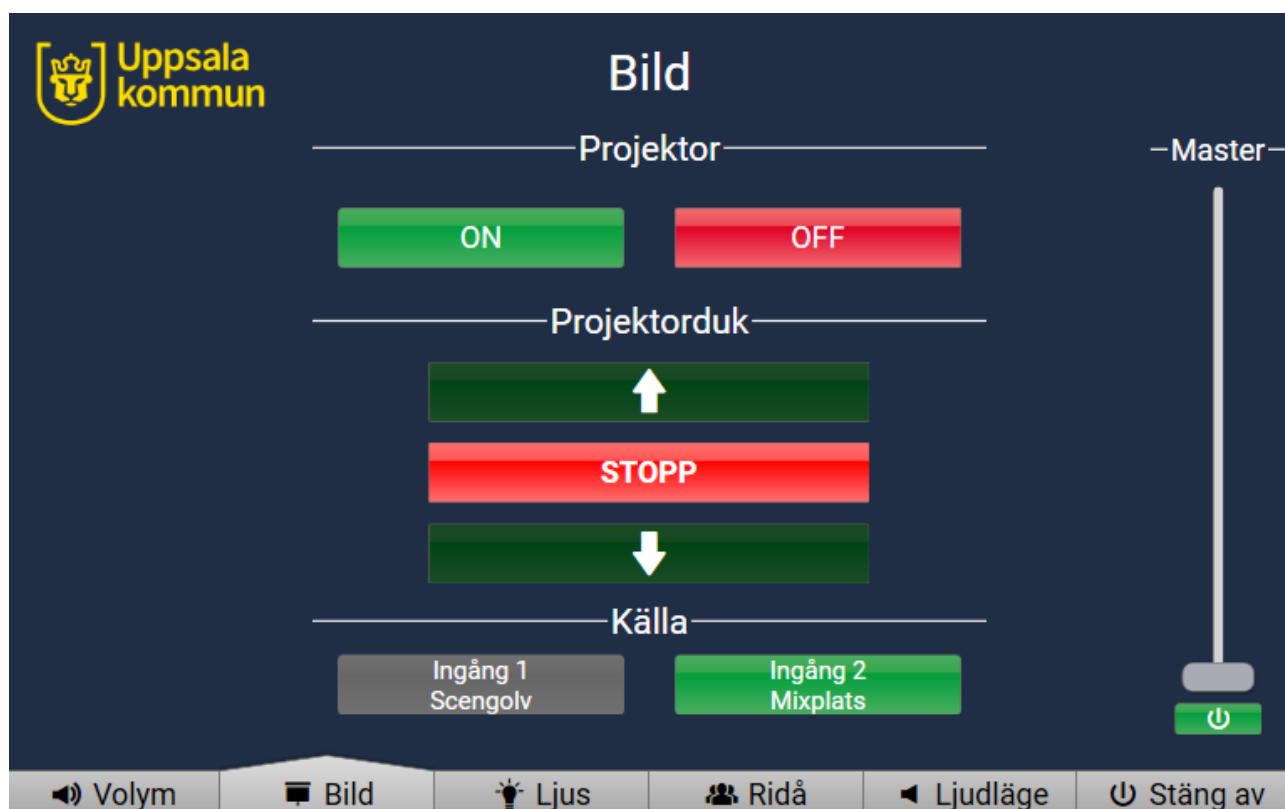 Uppsala
kommun
Bild
Projektor
Master
ON
OFF
Projektorduk
STOPP
Källa
Ingång 1
Scengolv
Ingång 2
Mixplats
Volym
Bild
Ljus
Ridå
Ljudläge
Stäng av